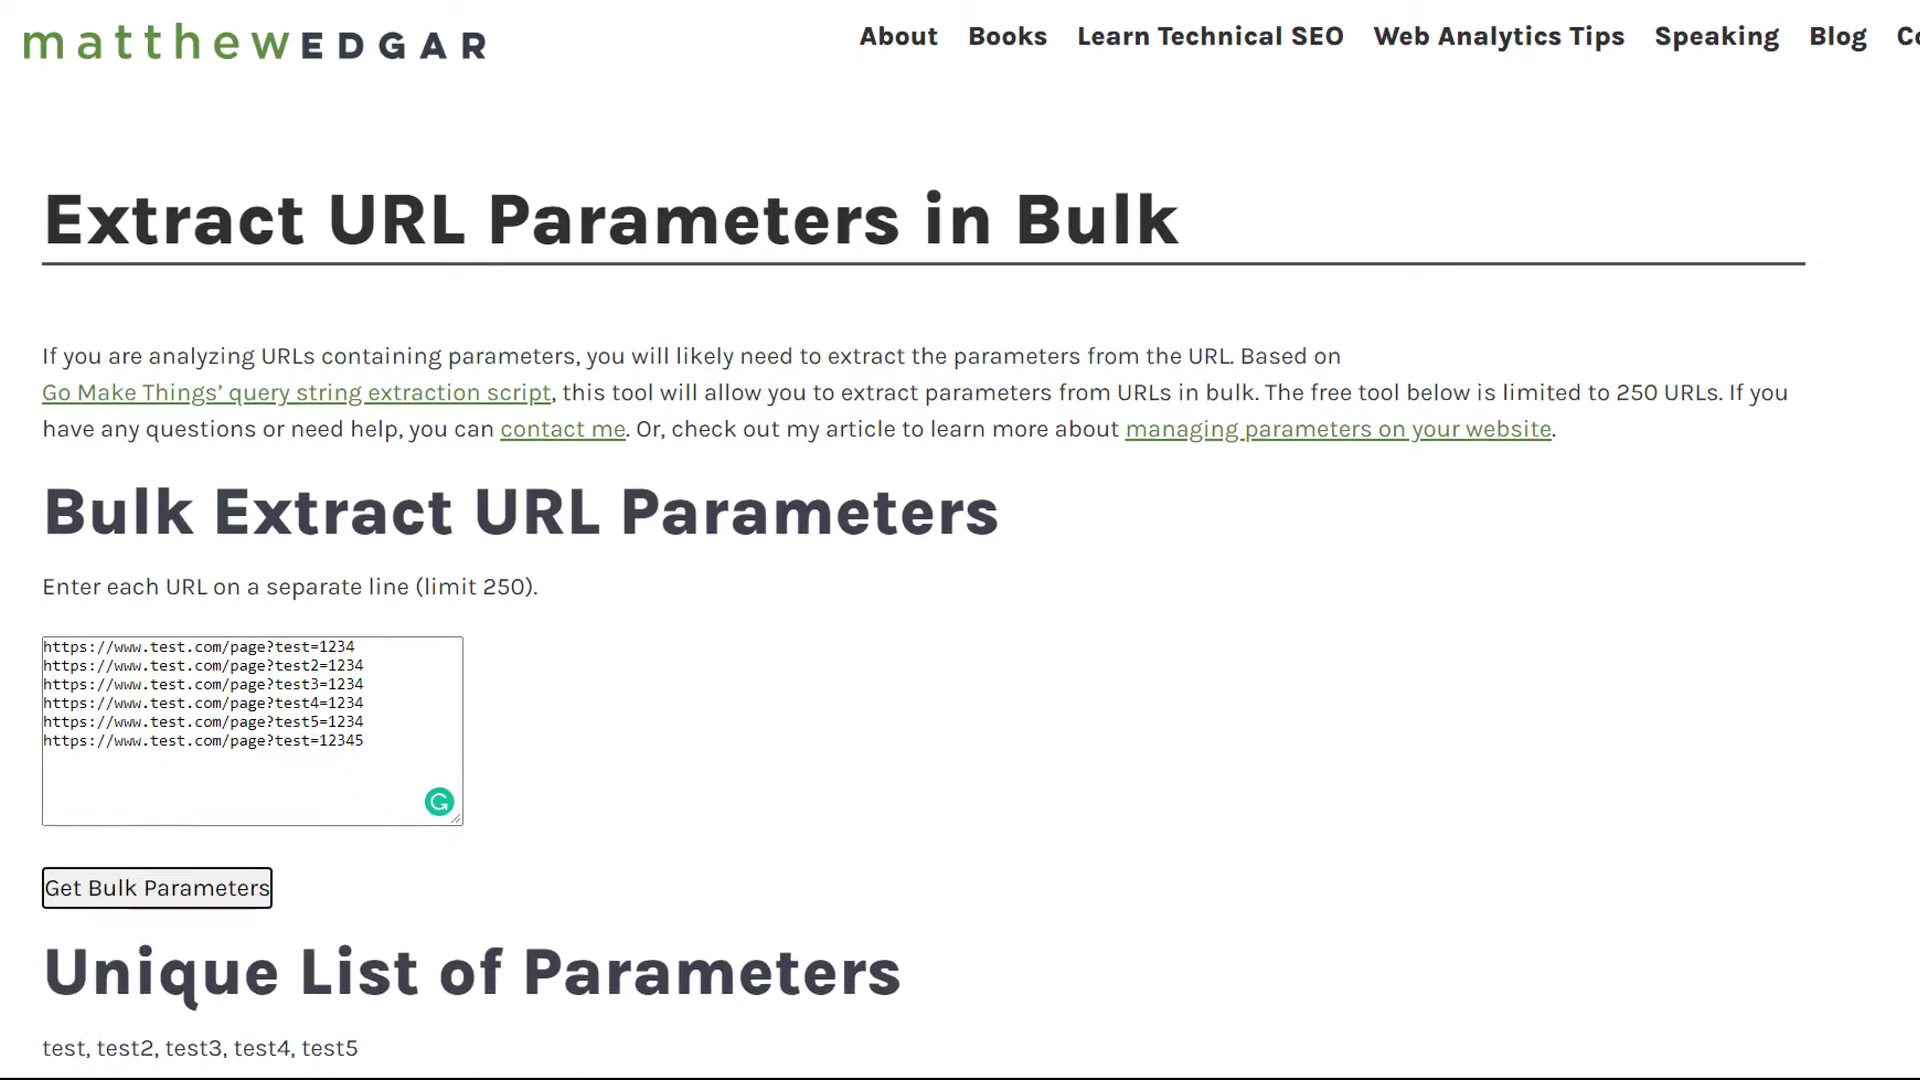 matthewEDGAR
About Books Learn Technical SEO Web Analytics Tips Speaking Blog
Extract URL Parameters in Bulk
If you are analyzing URLs containing parameters, you will likely need to extract the parameters from the URL. Based on
Go Make Things’ query string extraction script, this tool will allow you to extract parameters from URLs in bulk. The free tool below is limited to 250 URLs. If you
have any questions or need help, you can contact me. Or, check out my article to learn more about managing parameters on your website.
Bulk Extract URL Parameters
Enter each URL on a separate line (limit 250).
https://www.test.com/page?test=1234
https://www.test.com/page?test2=1234
https://www.test.com/page?test3=1234
https://www.test.com/page?test4=1234
https://www.test.com/page?test5=1234
https://www.test.com/page?test=12345
Get Bulk Parameters
Unique List of Parameters
test, test2, test3, test4, test5